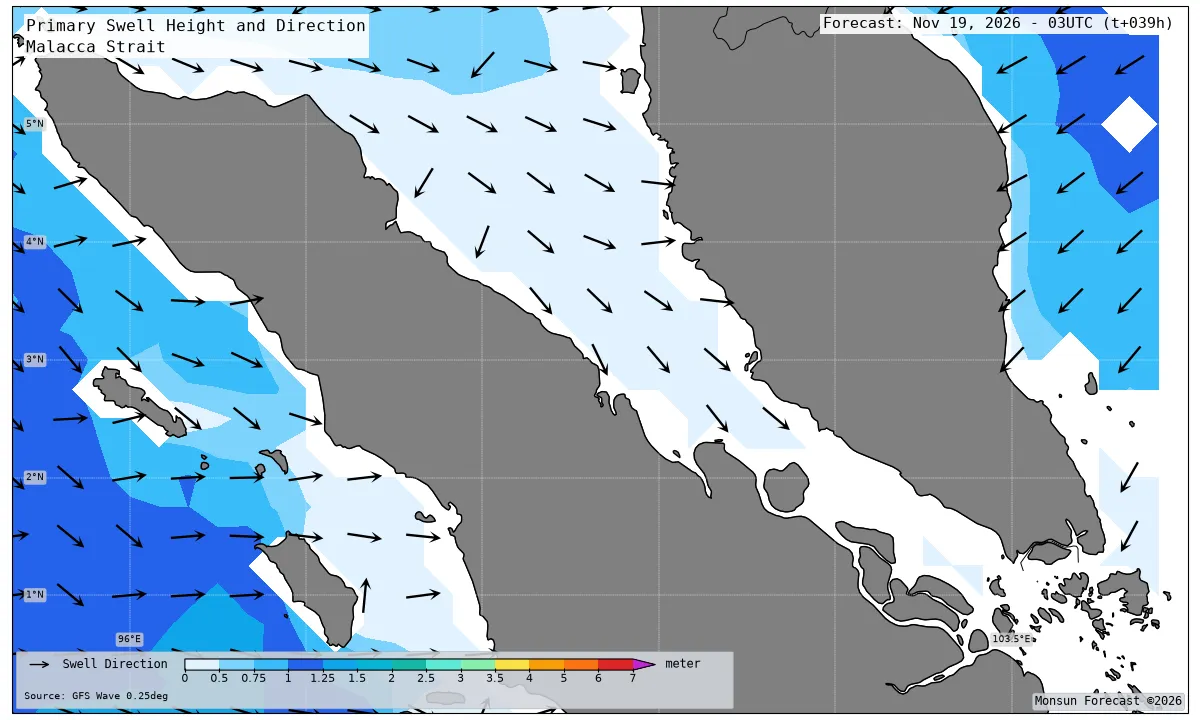 Primary Swell Height and Direction
Malacca Strait
Forecast: Nov 19, 2026 - 03UTC (t+039h)
5°N
4°N
3°N
2°N
1°N
96°E
103.5°E
Swell Direction
meter
0 0.5 0.75 1 1.25 1.5 2 2.5 3 3.5 4 5 6 7
Source: GFS Wave 0.25deg
Monsun Forecast ©2026